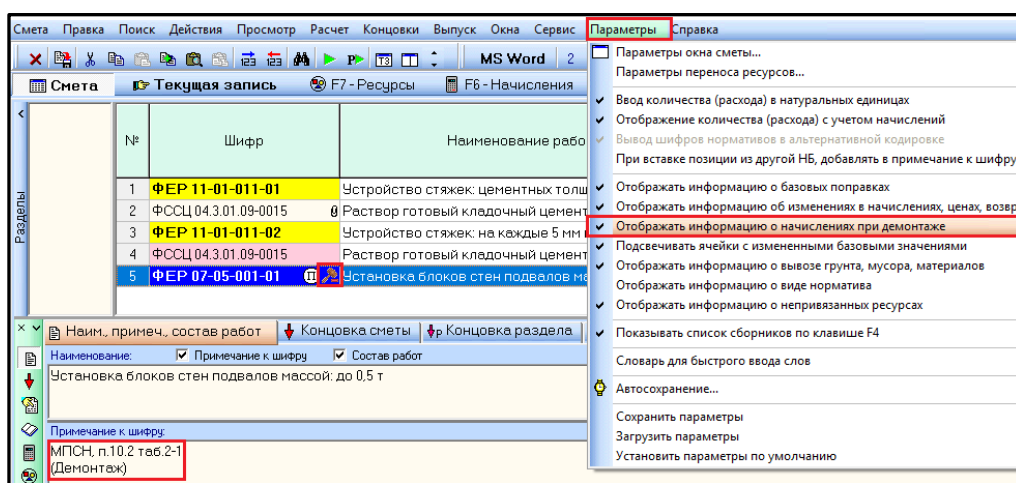 Смета Правка Поиск Действия Просмотр Расчет Концовки Выпуск Окна Сервис Параметры Справка
MS Word 2
Смета Текущая запись F7 - Ресурсы F6 - Начисления
Разделы
№ Шифр Наименование рабо
1 ФЕР 11-01-011-01 Устройство стяжек: цементных толщ
2 ФССЦ 04.3.01.09-0015 Раствор готовый кладочный цемент
3 ФЕР 11-01-011-02 Устройство стяжек: на каждые 5 мм
4 ФССЦ 04.3.01.09-0015 Раствор готовый кладочный цемент
5 ФЕР 07-05-001-01 Установка блоков стен подвалов ма
Параметры окна сметы...
Параметры переноса ресурсов...
Ввод количества (расхода) в натуральных единицах
Отображение количества (расхода) с учетом начислений
Вывод шифров нормативов в альтернативной кодировке
При вставке позиции из другой НБ, добавлять в примечание к шифру
Отображать информацию о базовых поправках
Отображать информацию об изменениях в начислениях, ценах, возвр
Отображать информацию о начислениях при демонтаже
Подсвечивать ячейки с измененными базовыми значениями
Отображать информацию о вывозе грунта, мусора, материалов
Отображать информацию о виде норматива
Отображать информацию о непривязанных ресурсах
Показывать список сборников по клавише F4
Словарь для быстрого ввода слов
Автосохранение...
Сохранить параметры
Загрузить параметры
Установить параметры по умолчанию
Наим., примеч., состав работ Концовка сметы Концовка раздела
Наименование: Примечание к шифру Состав работ
Установка блоков стен подвалов массой: до 0,5 т
Примечание к шифру:
МПСН, п.10.2 таб.2-1
(Демонтаж)